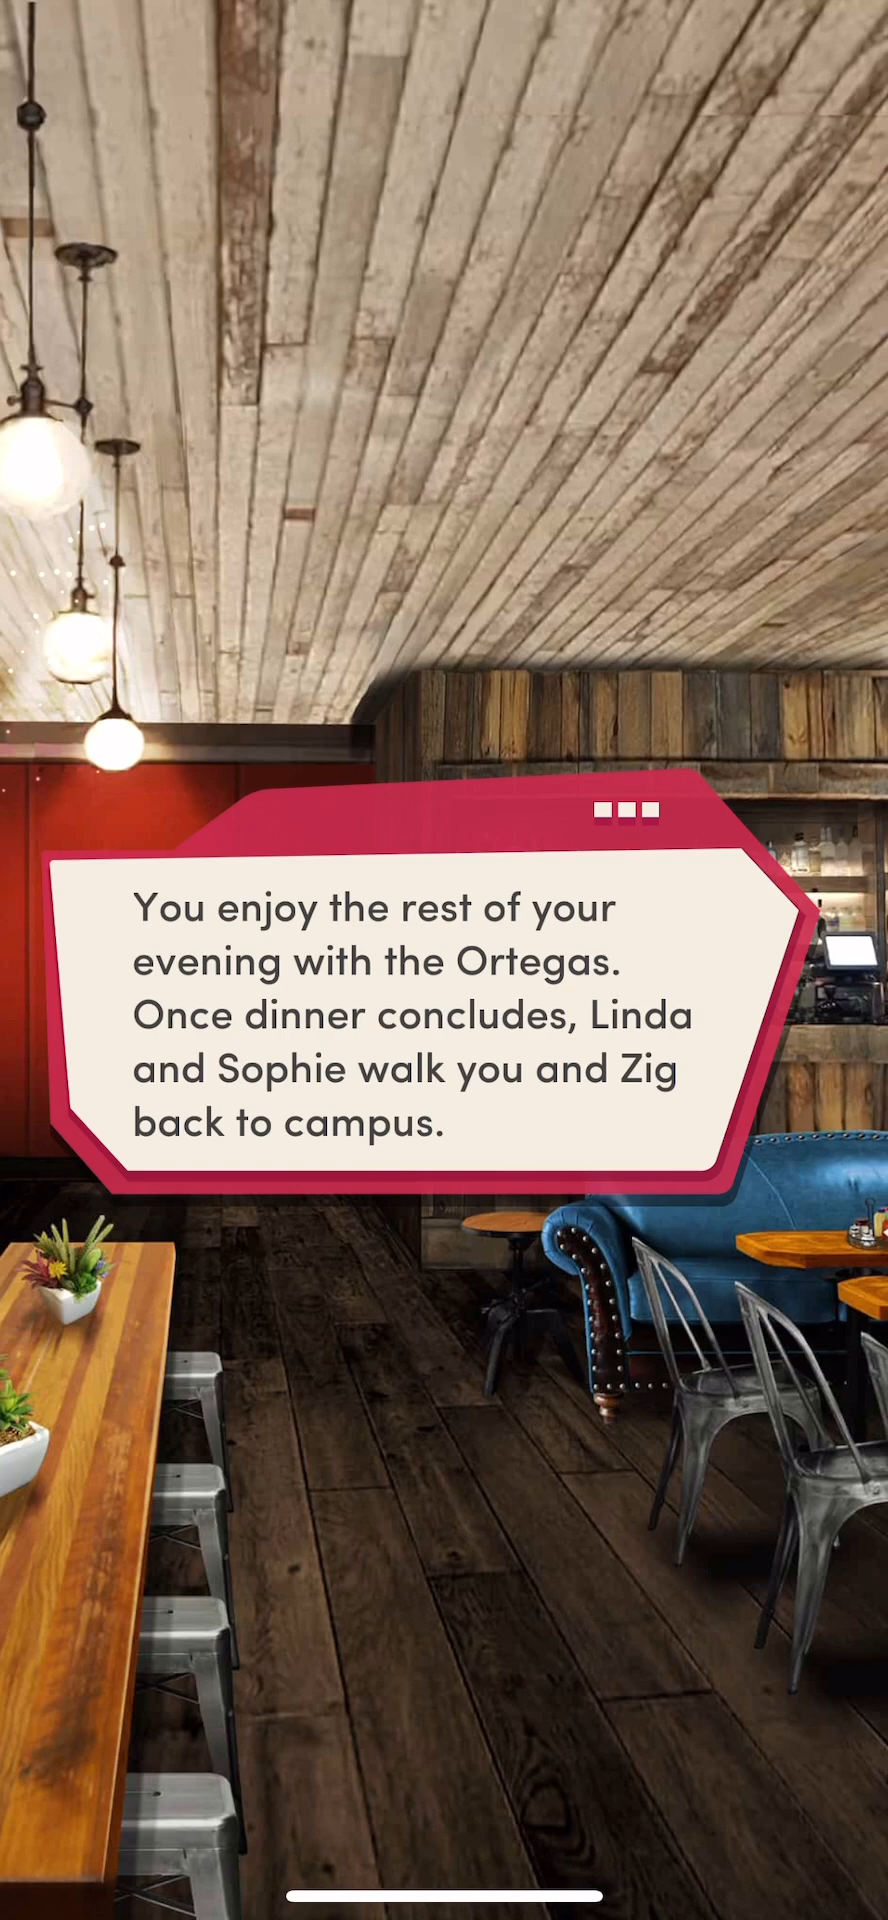 You enjoy the rest of your
evening with the Ortegas.
Once dinner concludes, Linda
and Sophie walk you and Zig
back to campus.